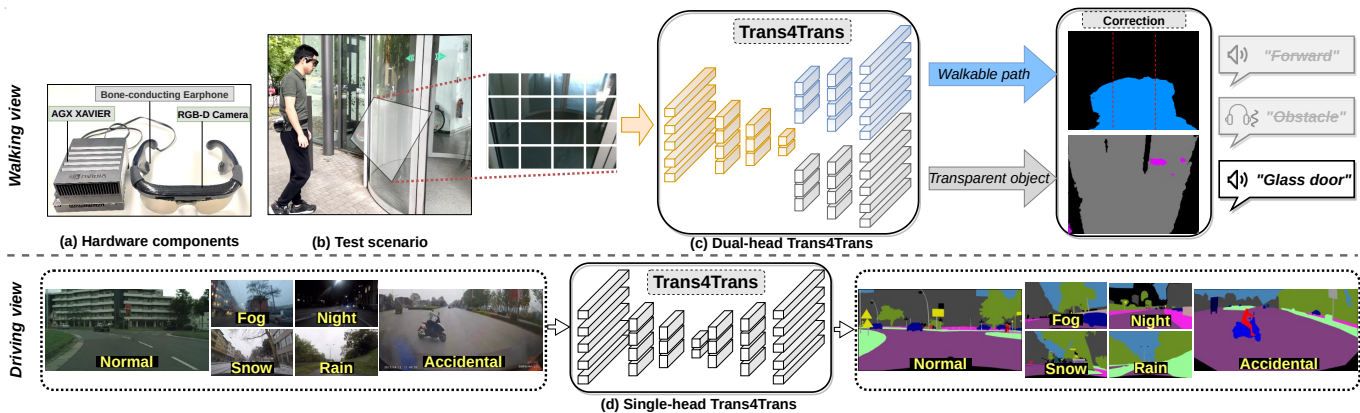 Walking view
AGX XAVIER
Bone-conducting Earphone
RGB-D Camera
(a) Hardware components
(b) Test scenario
Trans4Trans
(c) Dual-head Trans4Trans
Walkable path
Transparent object
Correction
"Forward"
"Obstacle"
"Glass door"
Driving view
Normal
Fog
Night
Snow
Rain
Accidental
Trans4Trans
(d) Single-head Trans4Trans
Normal
Fog
Night
Snow
Rain
Accidental